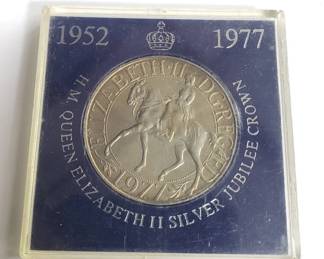 1952 1977
H.M. QUEEN ELIZABETH II SILVER JUBILEE CROWN
ELIZABETH·II D·G·REG
1977